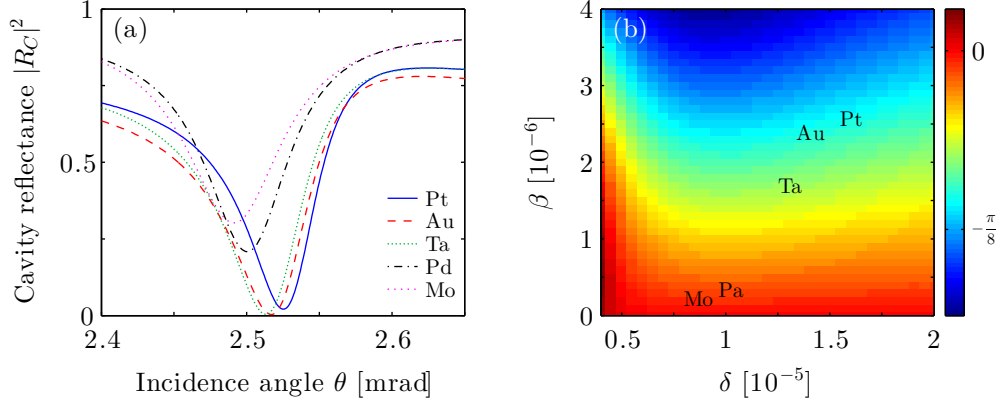 (a)
Cavity reflectance |R_C|^2
1
0.5
0
2.4
2.5
2.6
Incidence angle θ [mrad]
Pt
Au
Ta
Pd
Mo
(b)
β [10^-6]
4
3
2
1
0
0.5
1
1.5
2
δ [10^-5]
Au
Pt
Ta
Mo
Pa
0
−π/8